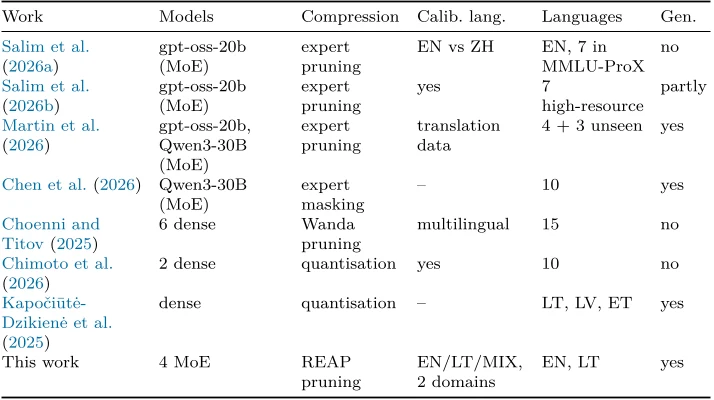 Work Models Compression Calib. lang. Languages Gen.
Salim et al. gpt-oss-20b expert EN vs ZH EN, 7 in no
(2026a) (MoE) pruning MMLU-ProX
Salim et al. gpt-oss-20b expert yes 7 partly
(2026b) (MoE) pruning high-resource
Martin et al. gpt-oss-20b, expert translation 4 + 3 unseen yes
(2026) Qwen3-30B pruning data
(MoE)
Chen et al. (2026) Qwen3-30B expert – 10 yes
(MoE) masking
Choenni and 6 dense Wanda multilingual 15 no
Titov (2025) pruning
Chimoto et al. 2 dense quantisation yes 10 no
(2026)
Kapočiūtė- dense quantisation – LT, LV, ET yes
Dzikienė et al.
(2025)
This work 4 MoE REAP EN/LT/MIX, EN, LT yes
pruning 2 domains